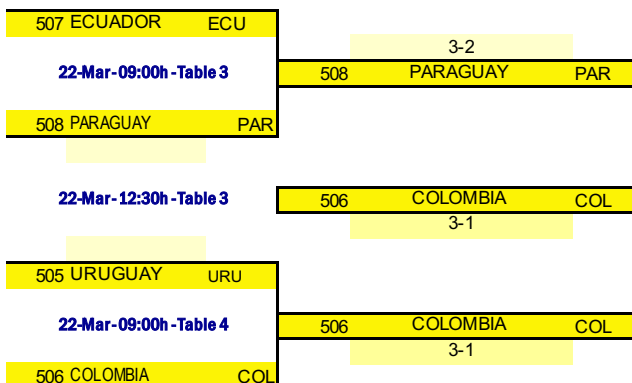 507 ECUADOR ECU
3-2
22-Mar-09:00h-Table 3
508 PARAGUAY PAR
508 PARAGUAY PAR
22-Mar-12:30h-Table 3
506 COLOMBIA COL
3-1
505 URUGUAY URU
22-Mar-09:00h-Table 4
506 COLOMBIA COL
3-1
506 COLOMBIA COL